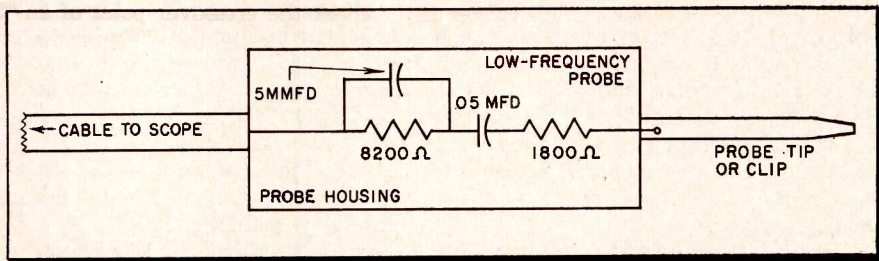 LOW-FREQUENCY
PROBE
5MMFD
.05 MFD
←CABLE TO SCOPE
8200Ω
1800Ω
PROBE TIP
OR CLIP
PROBE HOUSING